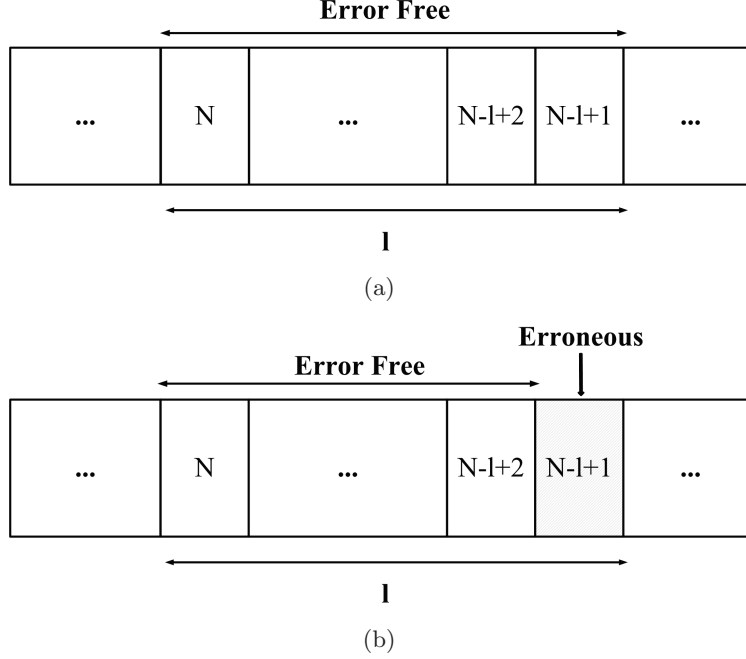 Error Free
... N ... N-l+2 N-l+1 ...
l
(a)
Erroneous
Error Free
... N ... N-l+2 N-l+1 ...
l
(b)